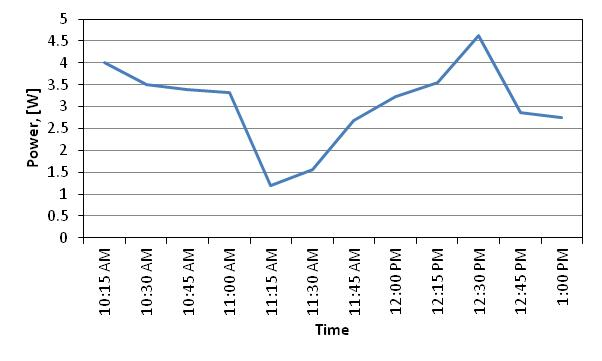 5
4.5
4
3.5
3
2.5
2
1.5
1
0.5
0
Power, [W]
10:15 AM
10:30 AM
10:45 AM
11:00 AM
11:15 AM
11:30 AM
11:45 AM
12:00 PM
12:15 PM
12:30 PM
12:45 PM
1:00 PM
Time